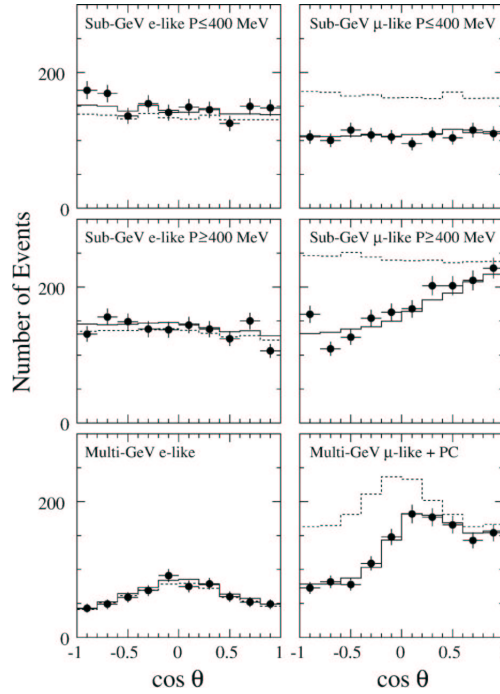 Sub-GeV e-like P≤400 MeV
Sub-GeV μ-like P≤400 MeV
200
0
Sub-GeV e-like P≥400 MeV
Sub-GeV μ-like P≥400 MeV
Number of Events
200
0
Multi-GeV e-like
Multi-GeV μ-like + PC
200
0
-1 -0.5 0 0.5 1
-1 -0.5 0 0.5 1
cos θ
cos θ